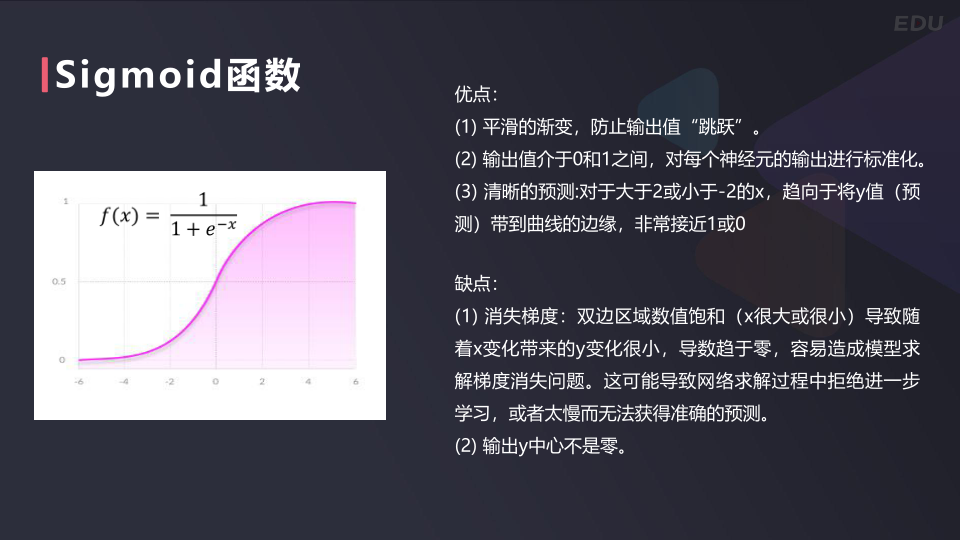 EDU
Sigmoid函数
优点：
(1) 平滑的渐变，防止输出值“跳跃”。
(2) 输出值介于0和1之间，对每个神经元的输出进行标准化。
(3) 清晰的预测:对于大于2或小于-2的x，趋向于将y值（预
测）带到曲线的边缘，非常接近1或0
缺点：
(1) 消失梯度：双边区域数值饱和（x很大或很小）导致随
着x变化带来的y变化很小，导数趋于零，容易造成模型求
解梯度消失问题。这可能导致网络求解过程中拒绝进一步
学习，或者太慢而无法获得准确的预测。
(2) 输出y中心不是零。
f(x) = 1 / (1 + e^{-x})
1
0.5
0
-6 -4 -2 0 2 4 6